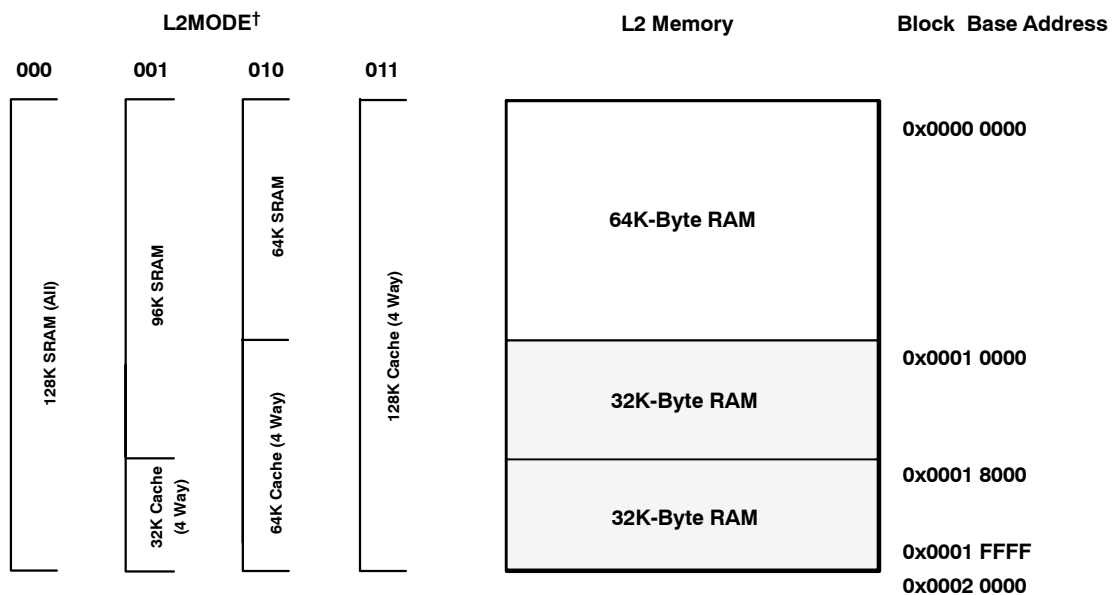 L2MODE† L2 Memory Block Base Address
000 001 010 011
128K SRAM (All)
96K SRAM
32K Cache
(4 Way)
64K SRAM
64K Cache (4 Way)
128K Cache (4 Way)
64K-Byte RAM
32K-Byte RAM
32K-Byte RAM
0x0000 0000
0x0001 0000
0x0001 8000
0x0001 FFFF
0x0002 0000